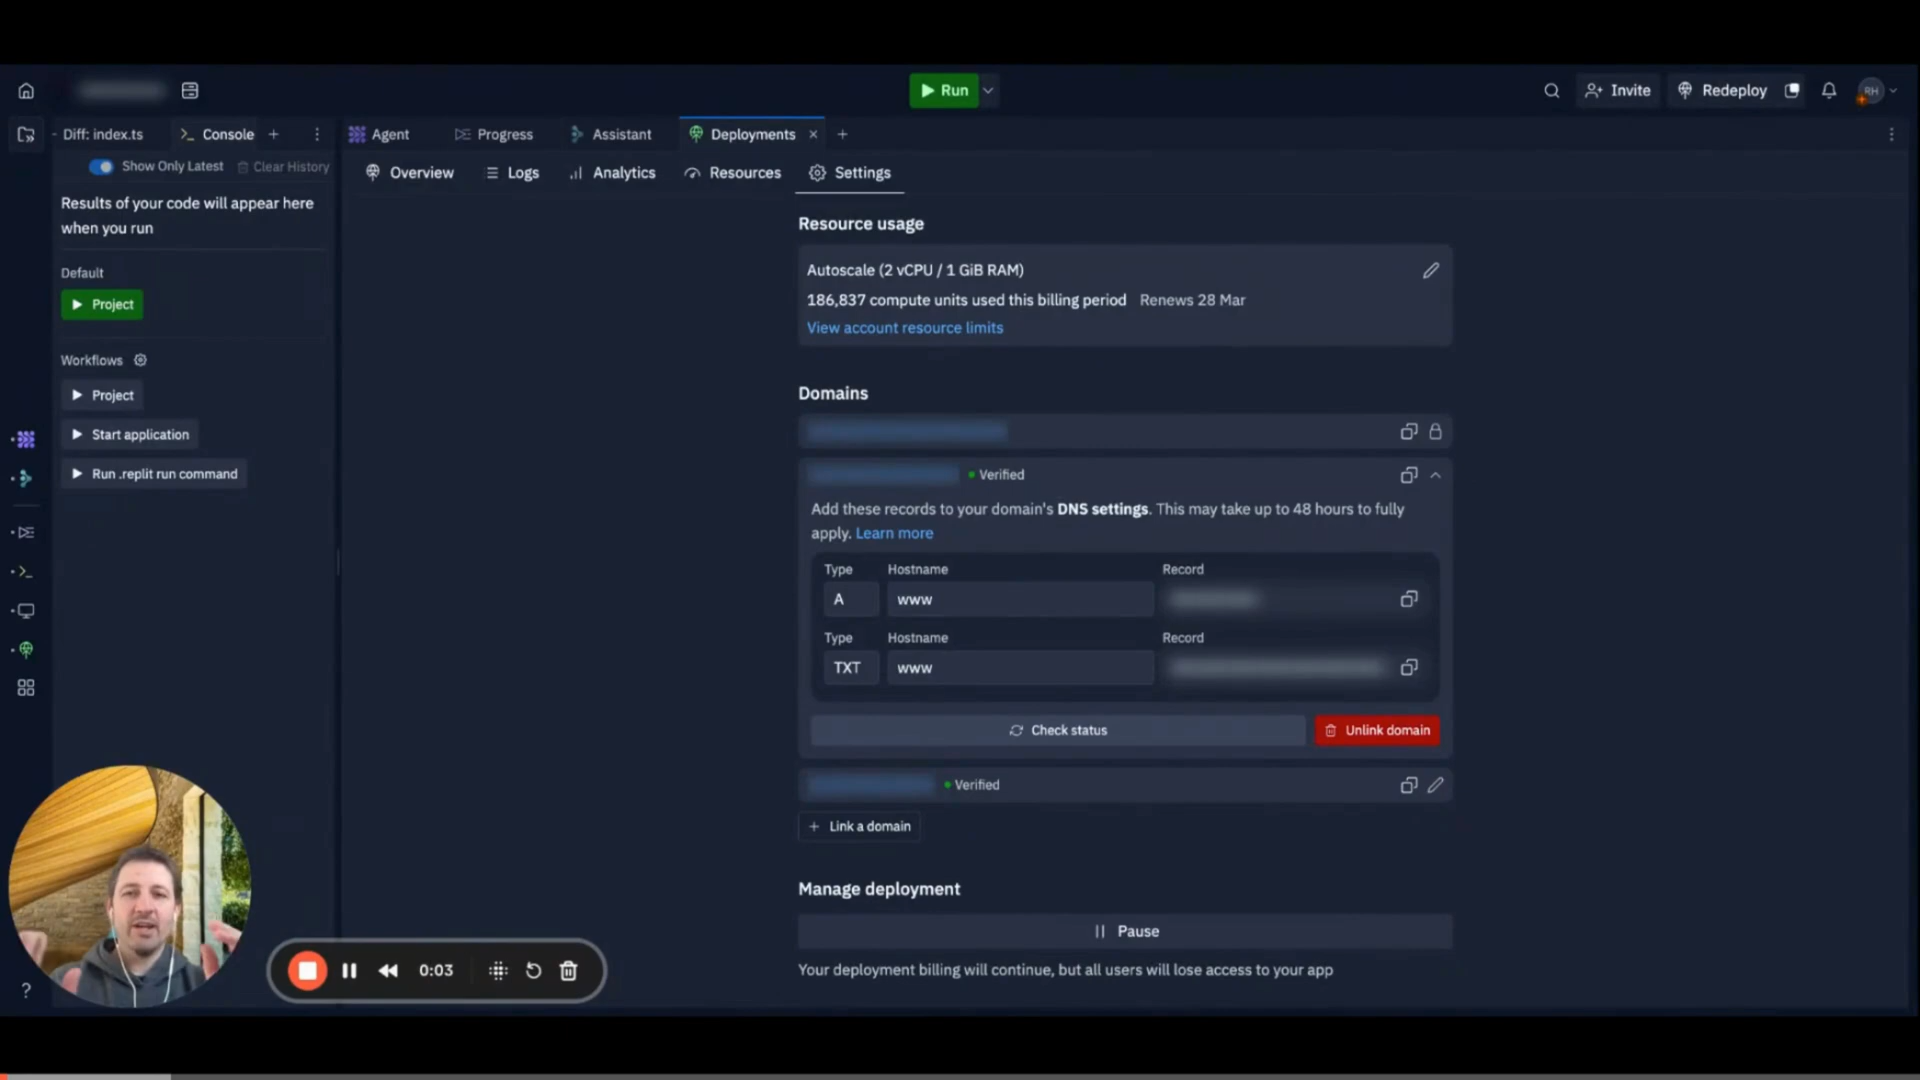 Run
Invite
Redeploy
RH
Diff: index.ts
Console
Agent
Progress
Assistant
Deployments
Show Only Latest
Clear History
Overview
Logs
Analytics
Resources
Settings
Results of your code will appear here
when you run
Default
Project
Workflows
Project
Start application
Run .replit run command
Resource usage
Autoscale (2 vCPU / 1 GiB RAM)
186,837 compute units used this billing period Renews 28 Mar
View account resource limits
Domains
Verified
Add these records to your domain's DNS settings. This may take up to 48 hours to fully
apply. Learn more
Type Hostname Record
A www
Type Hostname Record
TXT www
Check status
Unlink domain
Verified
Link a domain
Manage deployment
Pause
Your deployment billing will continue, but all users will lose access to your app
0:03